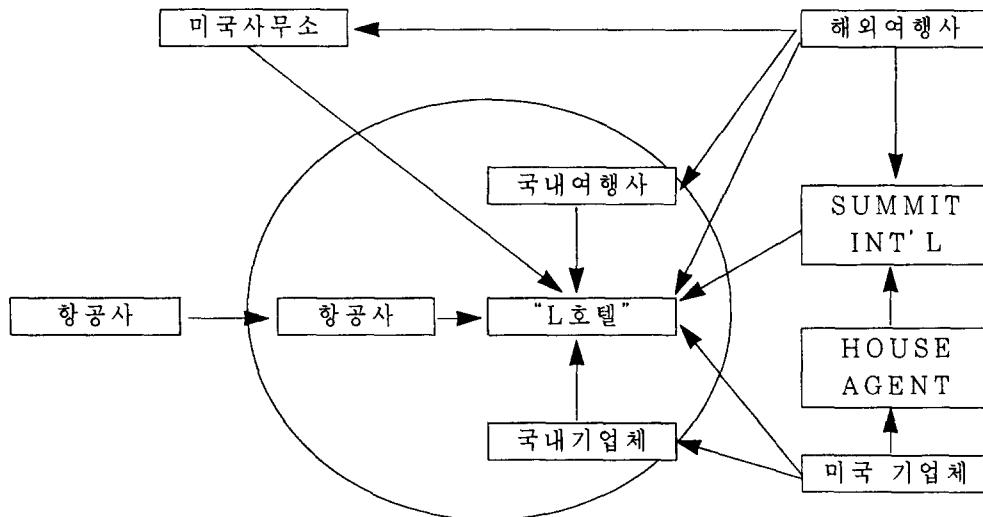 미국사무소
해외여행사
국내여행사
SUMMIT
INT'L
항공사
항공사
"L호텔"
HOUSE
AGENT
국내기업체
미국 기업체